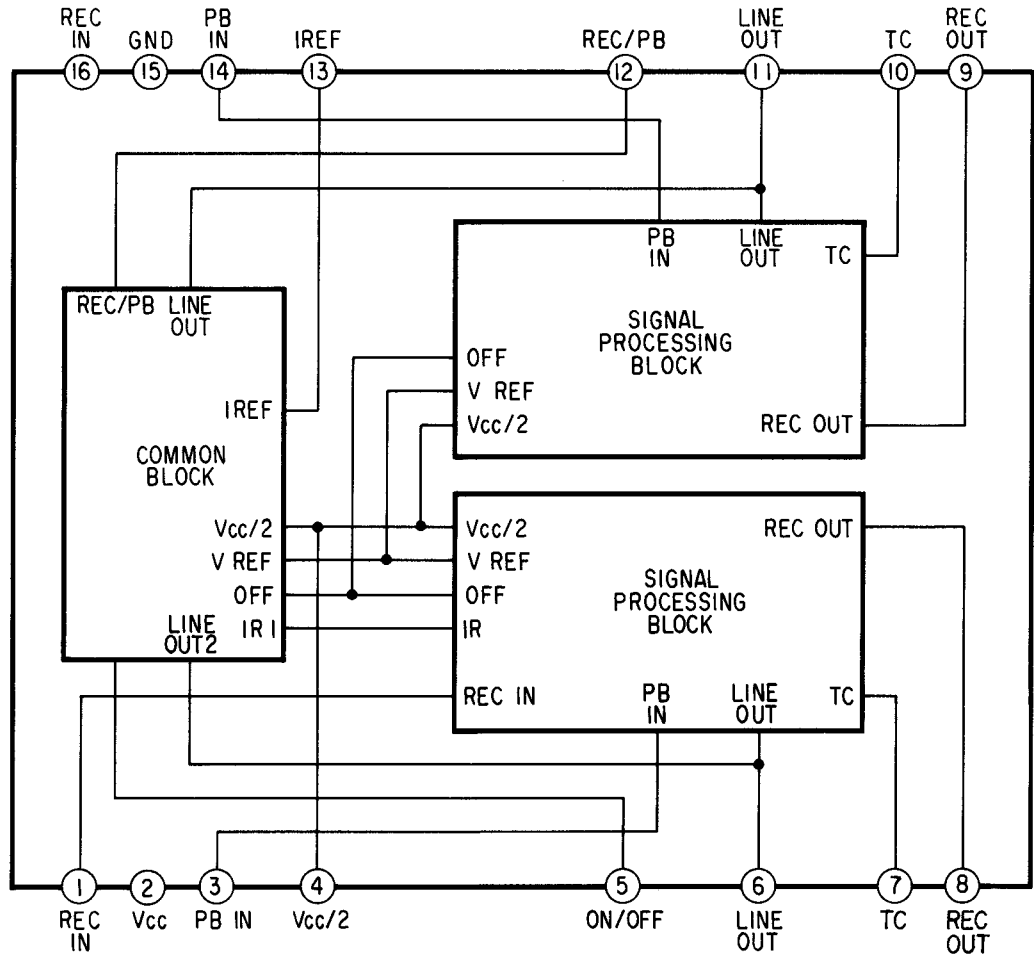 REC IN
GND
PB IN
IREF
REC/PB
LINE OUT
TC
REC OUT
16
15
14
13
12
11
10
9
PB IN
LINE OUT
TC
SIGNAL PROCESSING BLOCK
OFF
V REF
Vcc/2
REC OUT
REC/PB
LINE OUT
IREF
COMMON BLOCK
Vcc/2
V REF
OFF
IR1
LINE OUT2
Vcc/2
V REF
OFF
IR
REC IN
REC OUT
SIGNAL PROCESSING BLOCK
PB IN
LINE OUT
TC
1
2
3
4
5
6
7
8
REC IN
Vcc
PB IN
Vcc/2
ON/OFF
LINE OUT
TC
REC OUT